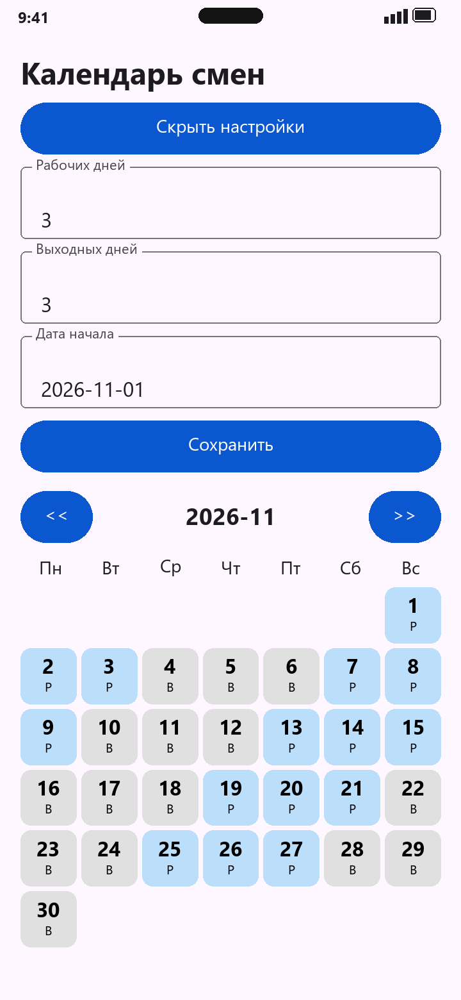 9:41
Календарь смен
Скрыть настройки
Рабочих дней
3
Выходных дней
3
Дата начала
2026-11-01
Сохранить
<< 2026-11 >>
Пн Вт Ср Чт Пт Сб Вс
1
Р
2 3 4 5 6 7 8
Р Р В В В Р Р
9 10 11 12 13 14 15
Р В В В Р Р Р
16 17 18 19 20 21 22
В В В Р Р Р В
23 24 25 26 27 28 29
В В Р Р Р В В
30
В